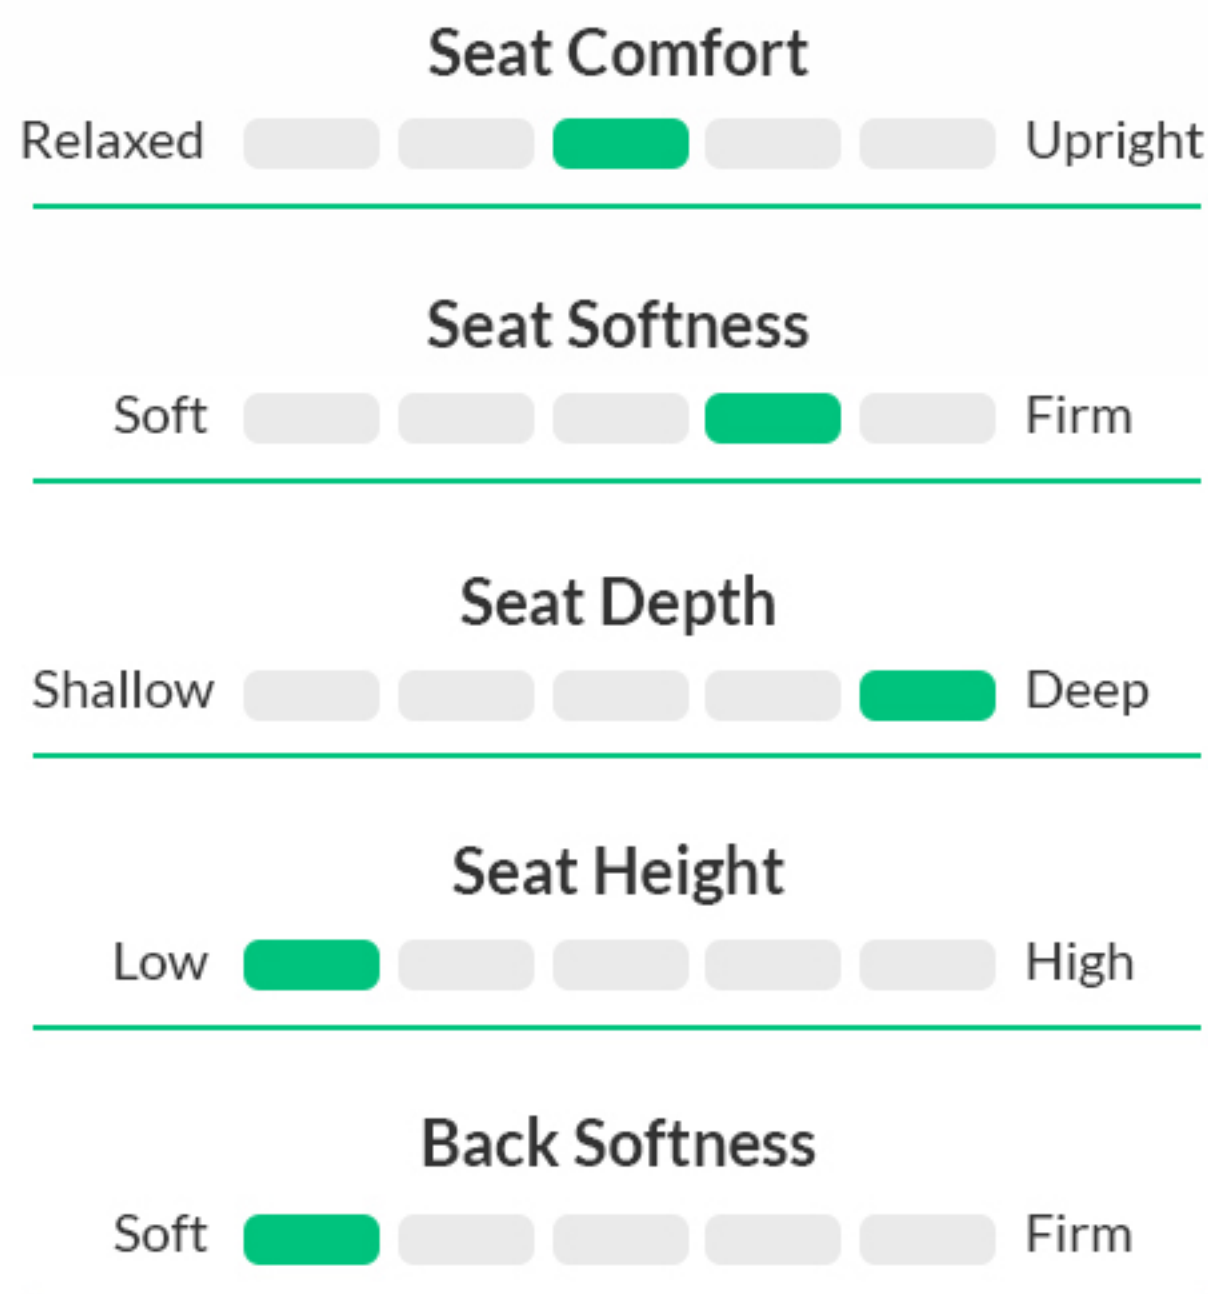 Seat Comfort
Relaxed Upright
Seat Softness
Soft Firm
Seat Depth
Shallow Deep
Seat Height
Low High
Back Softness
Soft Firm